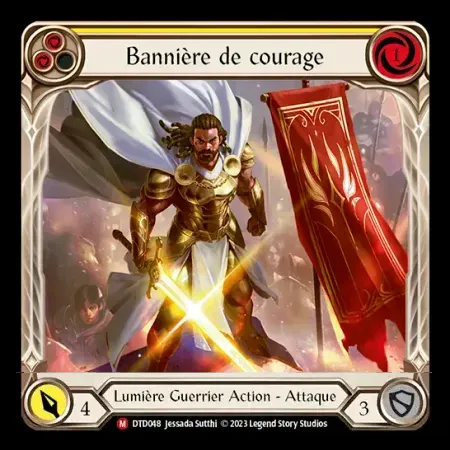 Bannière de courage
1
Lumière Guerrier Action - Attaque
4
3
M DTD048 Jessada Sutthi © 2023 Legend Story Studios